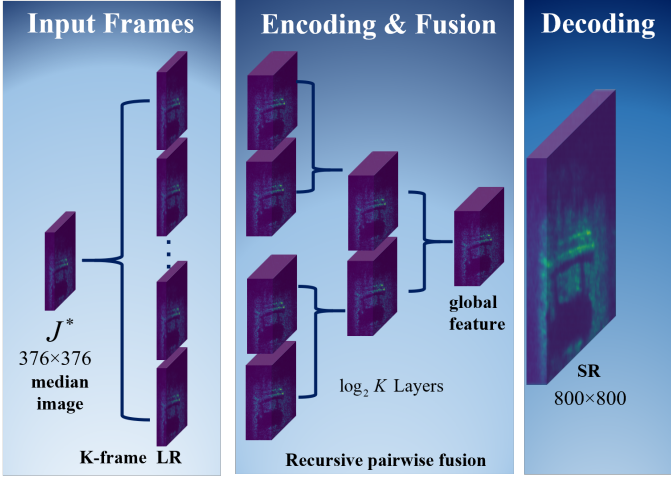 Input Frames
J*
376×376
median
image
K-frame LR
Encoding & Fusion
global
feature
log₂ K Layers
Recursive pairwise fusion
Decoding
SR
800×800